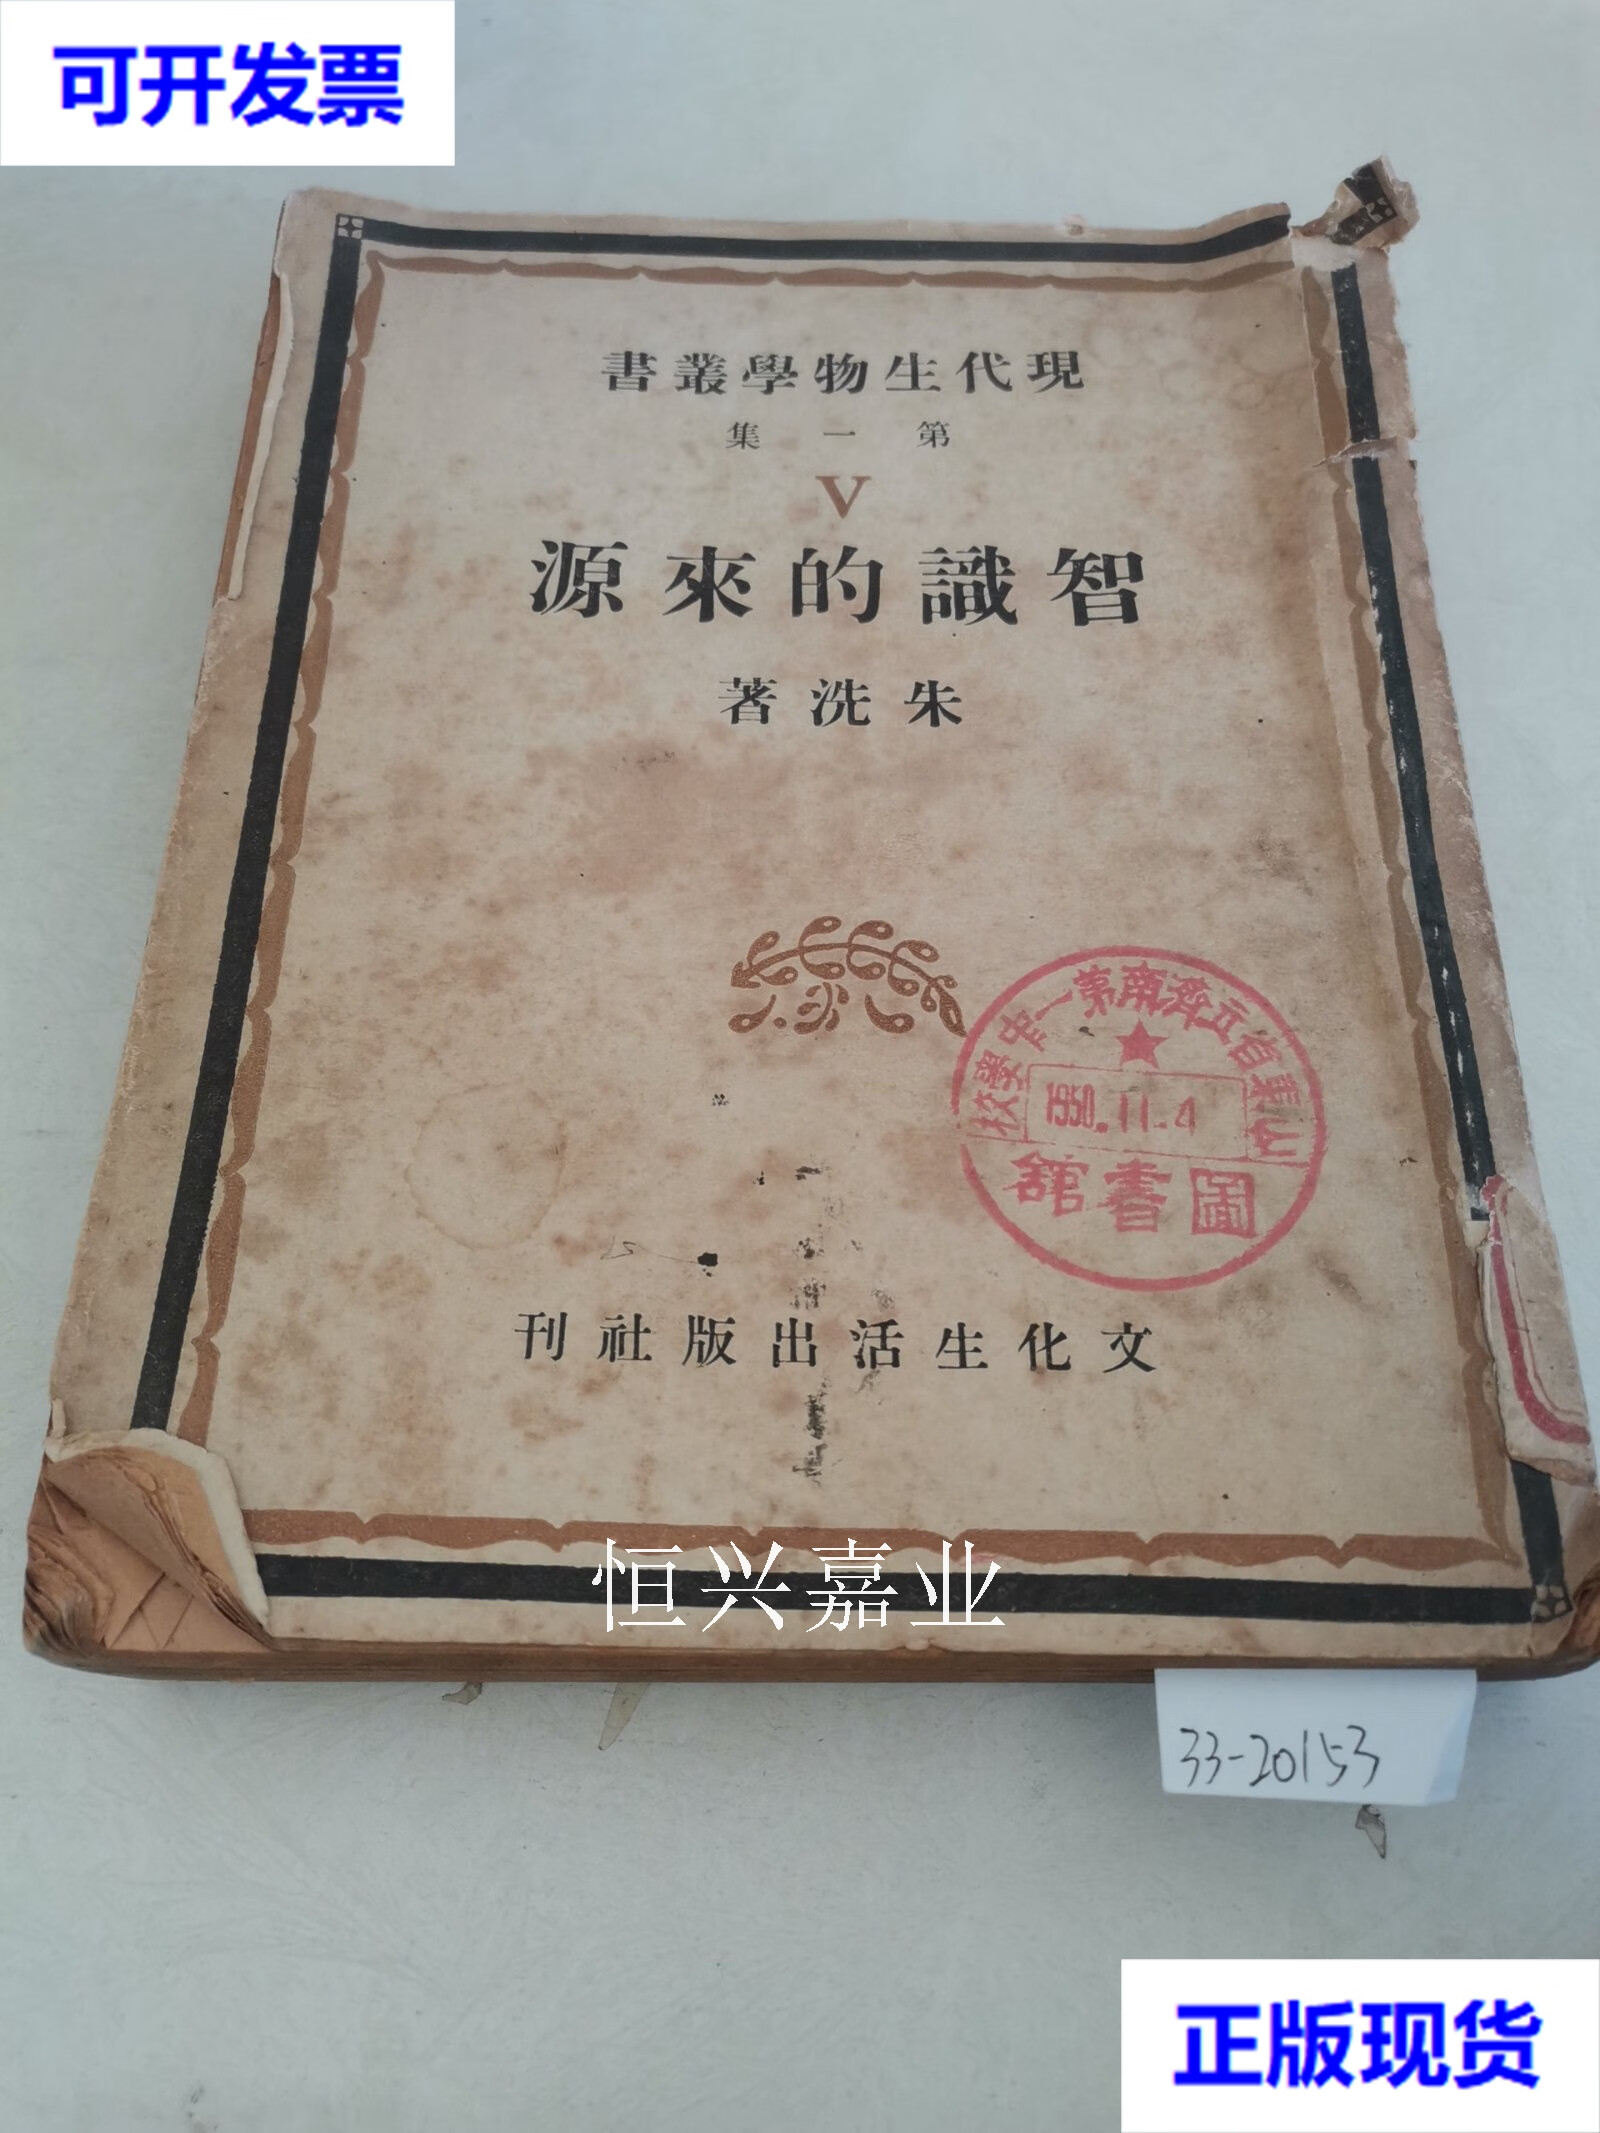 可开发票
現代生物學叢書
第一集
V
智識的來源
朱洗著
山東省立濟南第一中學校
11.4
圖書館
文化生活出版社刊
恒兴嘉业
33-20153
正版现货